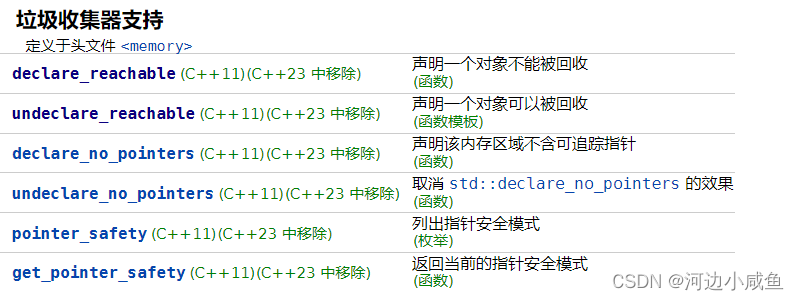 垃圾收集器支持
定义于头文件 <memory>
declare_reachable (C++11)(C++23 中移除) 声明一个对象不能被回收
(函数)
undeclare_reachable (C++11)(C++23 中移除) 声明一个对象可以被回收
(函数模板)
declare_no_pointers (C++11)(C++23 中移除) 声明该内存区域不含可追踪指针
(函数)
undeclare_no_pointers (C++11)(C++23 中移除) 取消 std::declare_no_pointers 的效果
(函数)
pointer_safety (C++11)(C++23 中移除) 列出指针安全模式
(枚举)
get_pointer_safety (C++11)(C++23 中移除) 返回当前的指针安全模式
(函数)
CSDN @河边小咸鱼